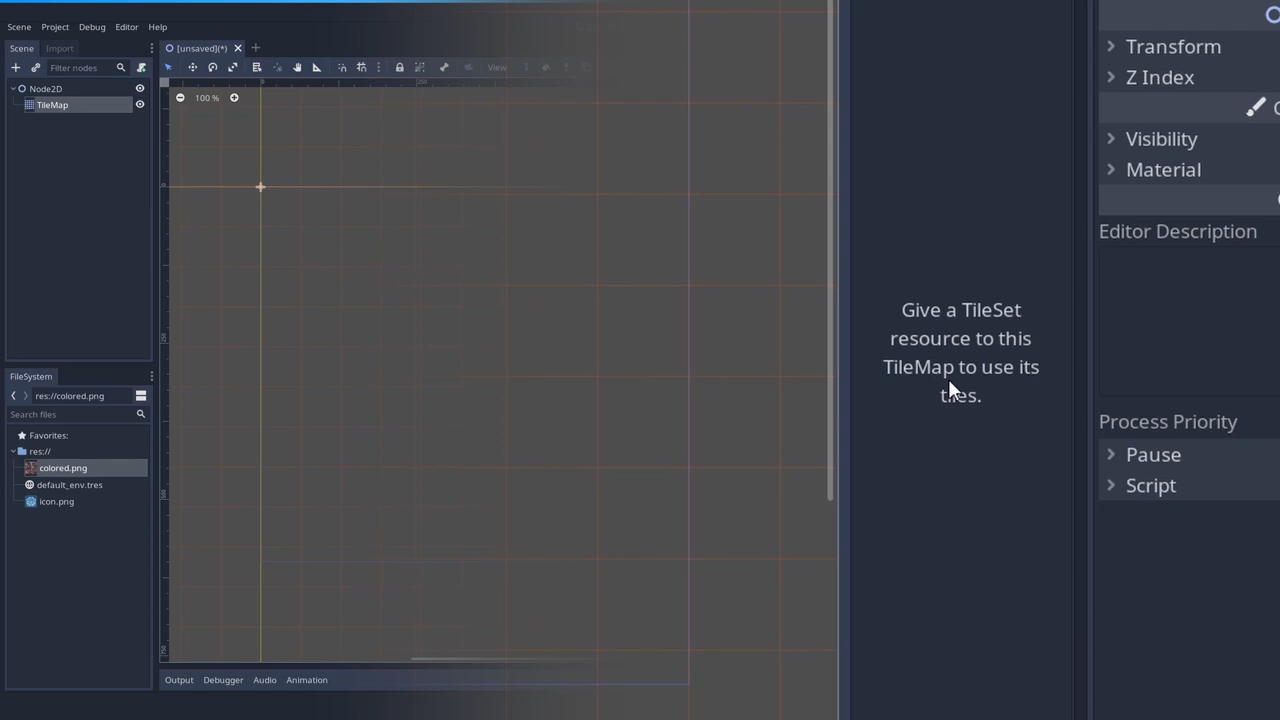 Scene Project Debug Editor Help
Scene Import
Filter nodes
Node2D
TileMap
FileSystem
res://colored.png
Search files
Favorites:
res://
colored.png
default_env.tres
icon.png
[unsaved](*)
View
100 %
Output Debugger Audio Animation
Give a TileSet
resource to this
TileMap to use its
tiles.
Transform
Z Index
Visibility
Material
Editor Description
Process Priority
Pause
Script